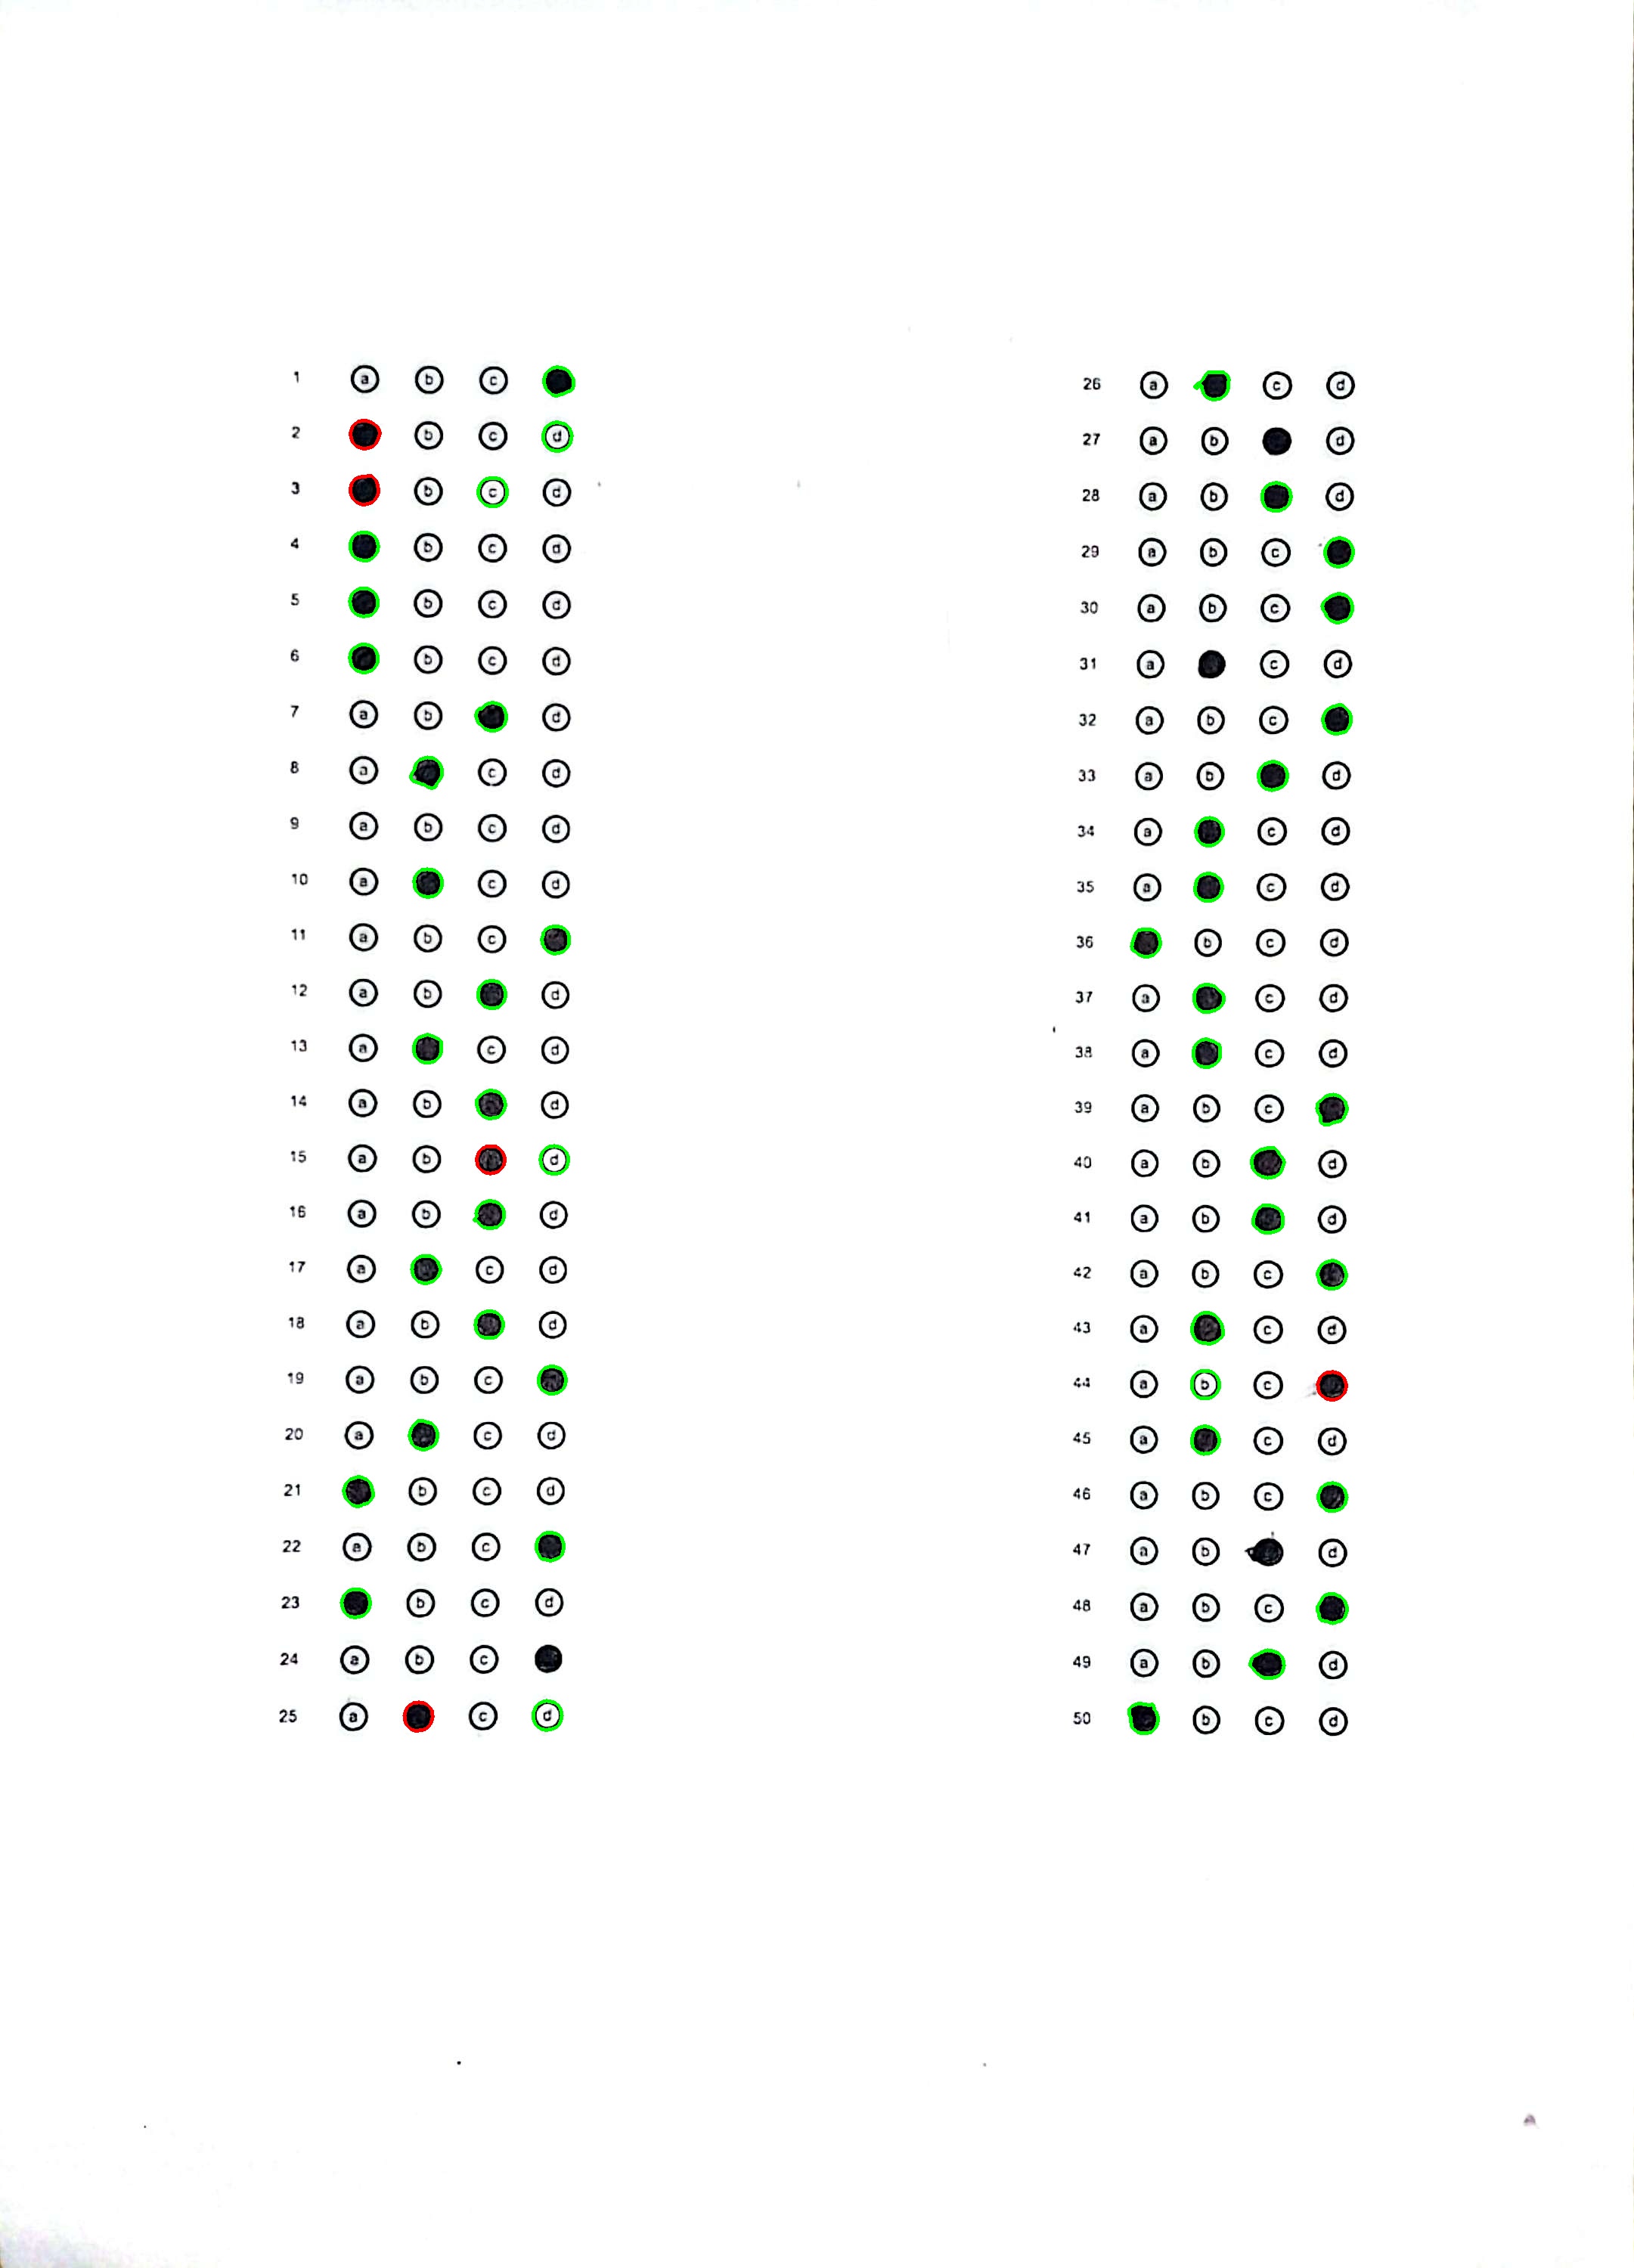 1 a b c
2 b c d
3 b c d
4 b c d
5 b c d
6 b c d
7 a b d
8 a c d
9 a b c d
10 a c d
11 a b c
12 a b d
13 a c d
14 a b d
15 a b d
16 a b d
17 a c d
18 a b d
19 a b c
20 a c d
21 b c d
22 a b c
23 b c d
24 a b c
25 a c d
26 a c d
27 a b d
28 a b d
29 a b c
30 a b c
31 a c d
32 a b c
33 a b d
34 a c d
35 a c d
36 b c d
37 a c d
38 a c d
39 a b c
40 a b d
41 a b d
42 a b c
43 a c d
44 a b c
45 a c d
46 a b c
47 a b d
48 a b c
49 a b d
50 b c d